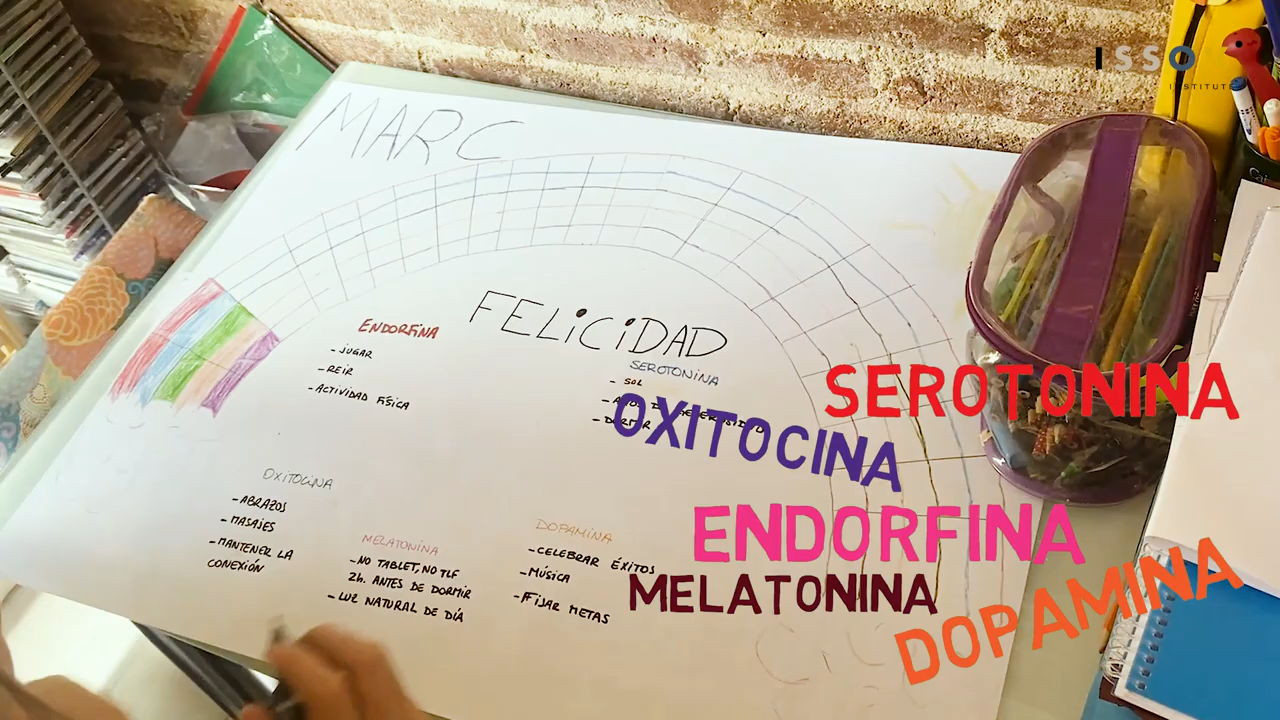 ISSO
INSTITUTE
MARC
FELICIDAD
ENDORFINA
- JUGAR
- REIR
- ACTIVIDAD FÍSICA
SEROTONINA
- SOL
- DORMIR
OXITOCINA
- ABRAZOS
- MASAJES
- MANTENER LA
CONEXIÓN
MELATONINA
- NO TABLET, NO TLF
2h. ANTES DE DORMIR
- LUZ NATURAL DE DÍA
DOPAMINA
- CELEBRAR ÉXITOS
- MÚSICA
- FIJAR METAS
SEROTONINA
OXITOCINA
ENDORFINA
MELATONINA
DOPAMINA